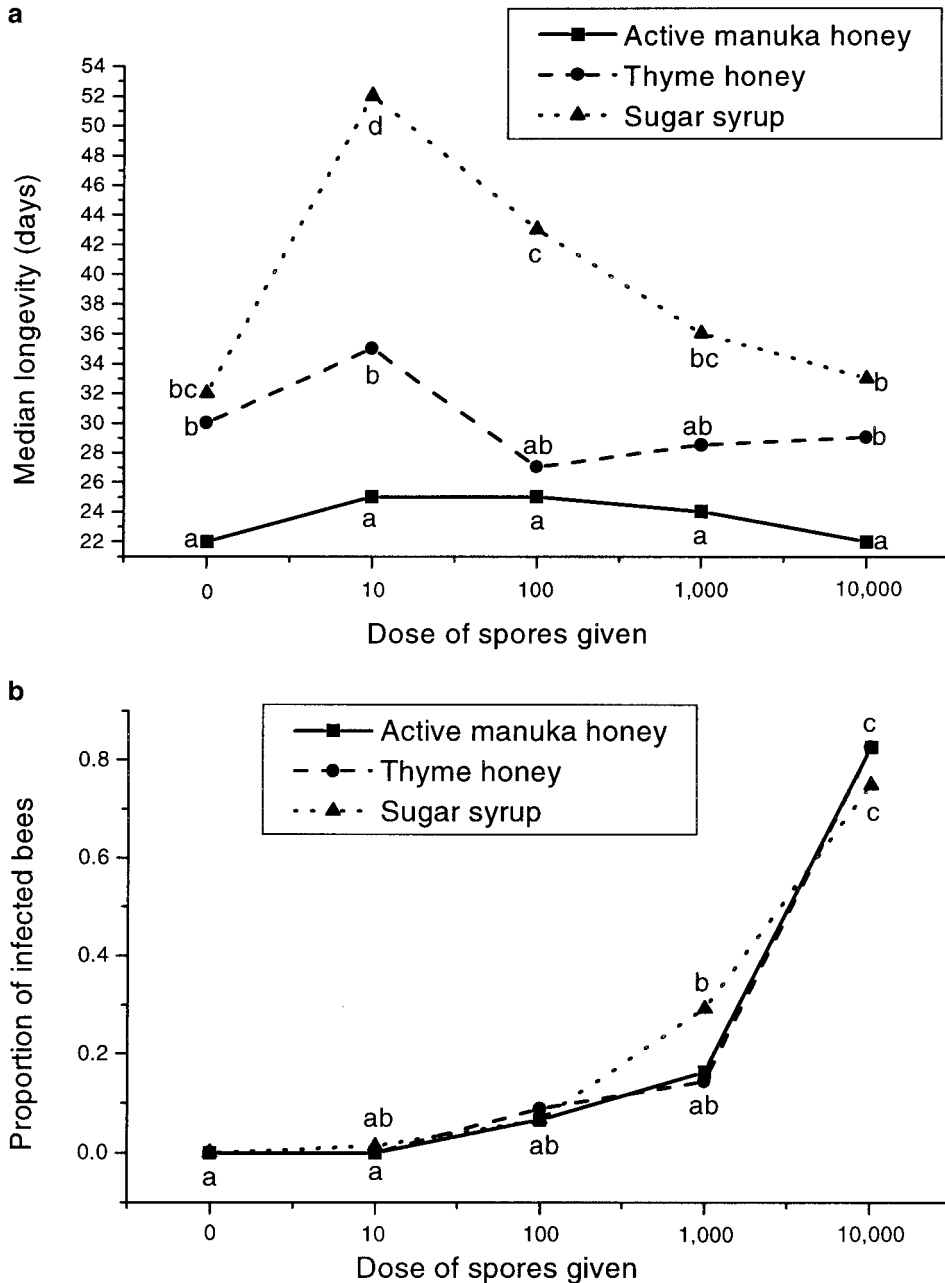 a
Active manuka honey
Thyme honey
Sugar syrup
Median longevity (days)
54
52
50
48
46
44
42
40
38
36
34
32
30
28
26
24
22
bc
d
c
bc
b
b
b
ab
ab
b
a
a
a
a
a
0
10
100
1,000
10,000
Dose of spores given
b
Active manuka honey
Thyme honey
Sugar syrup
Proportion of infected bees
0.8
0.6
0.4
0.2
0.0
a
ab
a
ab
b
ab
c
c
0
10
100
1,000
10,000
Dose of spores given